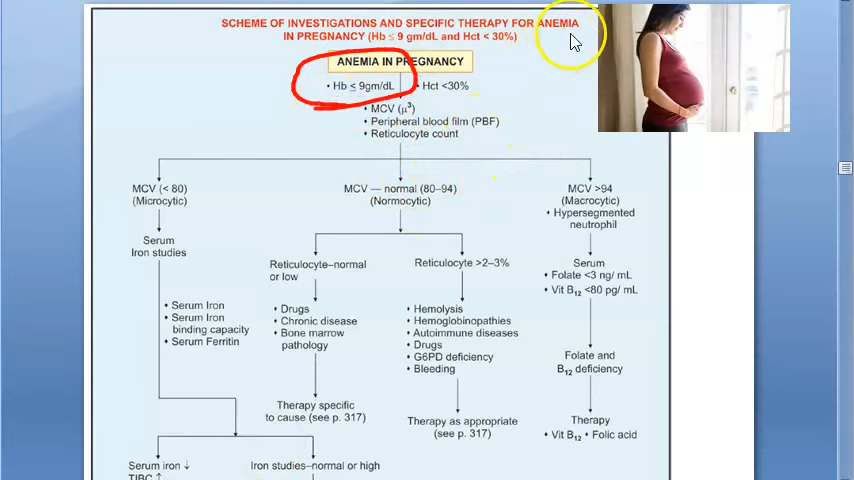 SCHEME OF INVESTIGATIONS AND SPECIFIC THERAPY FOR ANEMIA
IN PREGNANCY (Hb ≤ 9 gm/dL and Hct < 30%)
ANEMIA IN PREGNANCY
• Hb ≤ 9gm/dL • Hct <30%
• MCV (μ³)
• Peripheral blood film (PBF)
• Reticulocyte count
MCV (< 80)
(Microcytic)
Serum
Iron studies
• Serum Iron
• Serum Iron
binding capacity
• Serum Ferritin
MCV — normal (80–94)
(Normocytic)
Reticulocyte–normal
or low
• Drugs
• Chronic disease
• Bone marrow
pathology
Therapy specific
to cause (see p. 317)
Reticulocyte >2–3%
• Hemolysis
• Hemoglobinopathies
• Autoimmune diseases
• Drugs
• G6PD deficiency
• Bleeding
Therapy as appropriate
(see p. 317)
MCV >94
(Macrocytic)
• Hypersegmented
neutrophil
Serum
• Folate <3 ng/ mL
• Vit B12 <80 pg/ mL
Folate and
B12 deficiency
Therapy
• Vit B12 • Folic acid
Serum iron ↓
TIBC ↑
Iron studies–normal or high